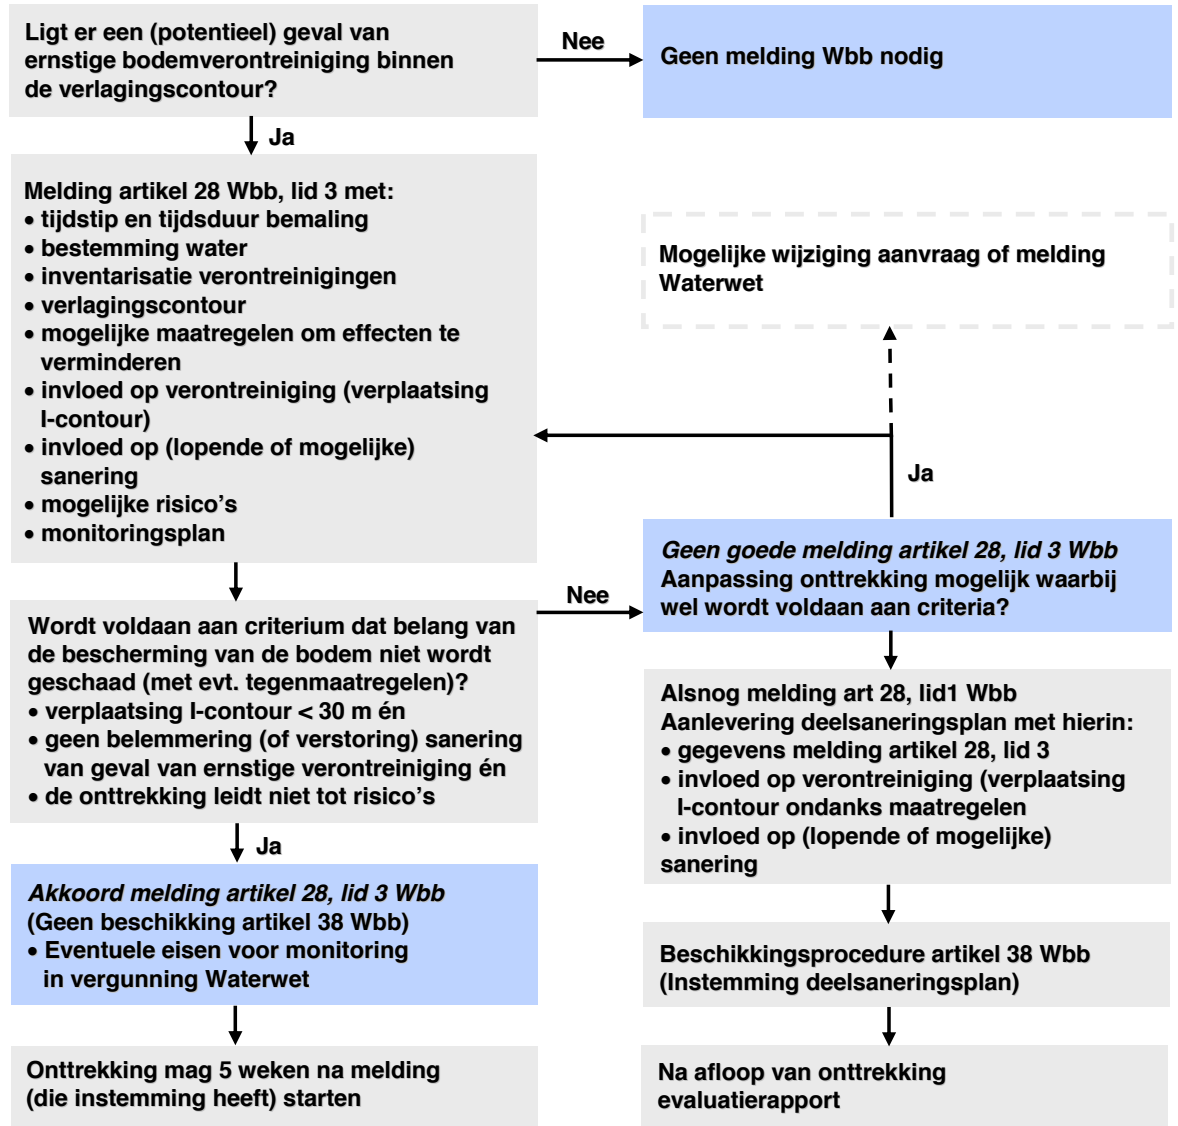 Ligt er een (potentieel) geval van
ernstige bodemverontreiniging binnen
de verlagingscontour?
Nee
Geen melding Wbb nodig
Ja
Melding artikel 28 Wbb, lid 3 met:
• tijdstip en tijdsduur bemaling
• bestemming water
• inventarisatie verontreinigingen
• verlagingscontour
• mogelijke maatregelen om effecten te
verminderen
• invloed op verontreiniging (verplaatsing
I-contour)
• invloed op (lopende of mogelijke)
sanering
• mogelijke risico's
• monitoringsplan
Mogelijke wijziging aanvraag of melding
Waterwet
Ja
Geen goede melding artikel 28, lid 3 Wbb
Aanpassing onttrekking mogelijk waarbij
wel wordt voldaan aan criteria?
Nee
Wordt voldaan aan criterium dat belang van
de bescherming van de bodem niet wordt
geschaad (met evt. tegenmaatregelen)?
• verplaatsing I-contour < 30 m én
• geen belemmering (of verstoring) sanering
van geval van ernstige verontreiniging én
• de onttrekking leidt niet tot risico's
Ja
Alsnog melding art 28, lid1 Wbb
Aanlevering deelsaneringsplan met hierin:
• gegevens melding artikel 28, lid 3
• invloed op verontreiniging (verplaatsing
I-contour ondanks maatregelen
• invloed op (lopende of mogelijke)
sanering
Akkoord melding artikel 28, lid 3 Wbb
(Geen beschikking artikel 38 Wbb)
• Eventuele eisen voor monitoring
in vergunning Waterwet
Beschikkingsprocedure artikel 38 Wbb
(Instemming deelsaneringsplan)
Onttrekking mag 5 weken na melding
(die instemming heeft) starten
Na afloop van onttrekking
evaluatierapport